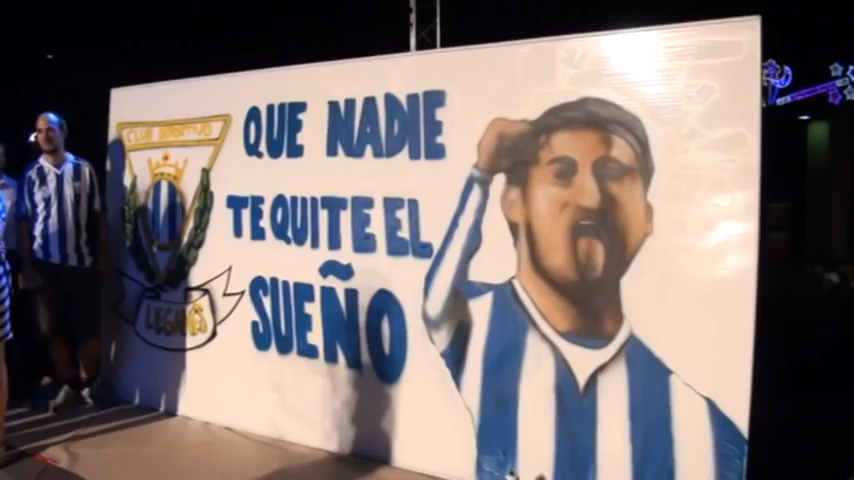 CLUB DEPORTIVO
QUE NADIE
TE QUITE EL
SUEÑO
LEGANÉS